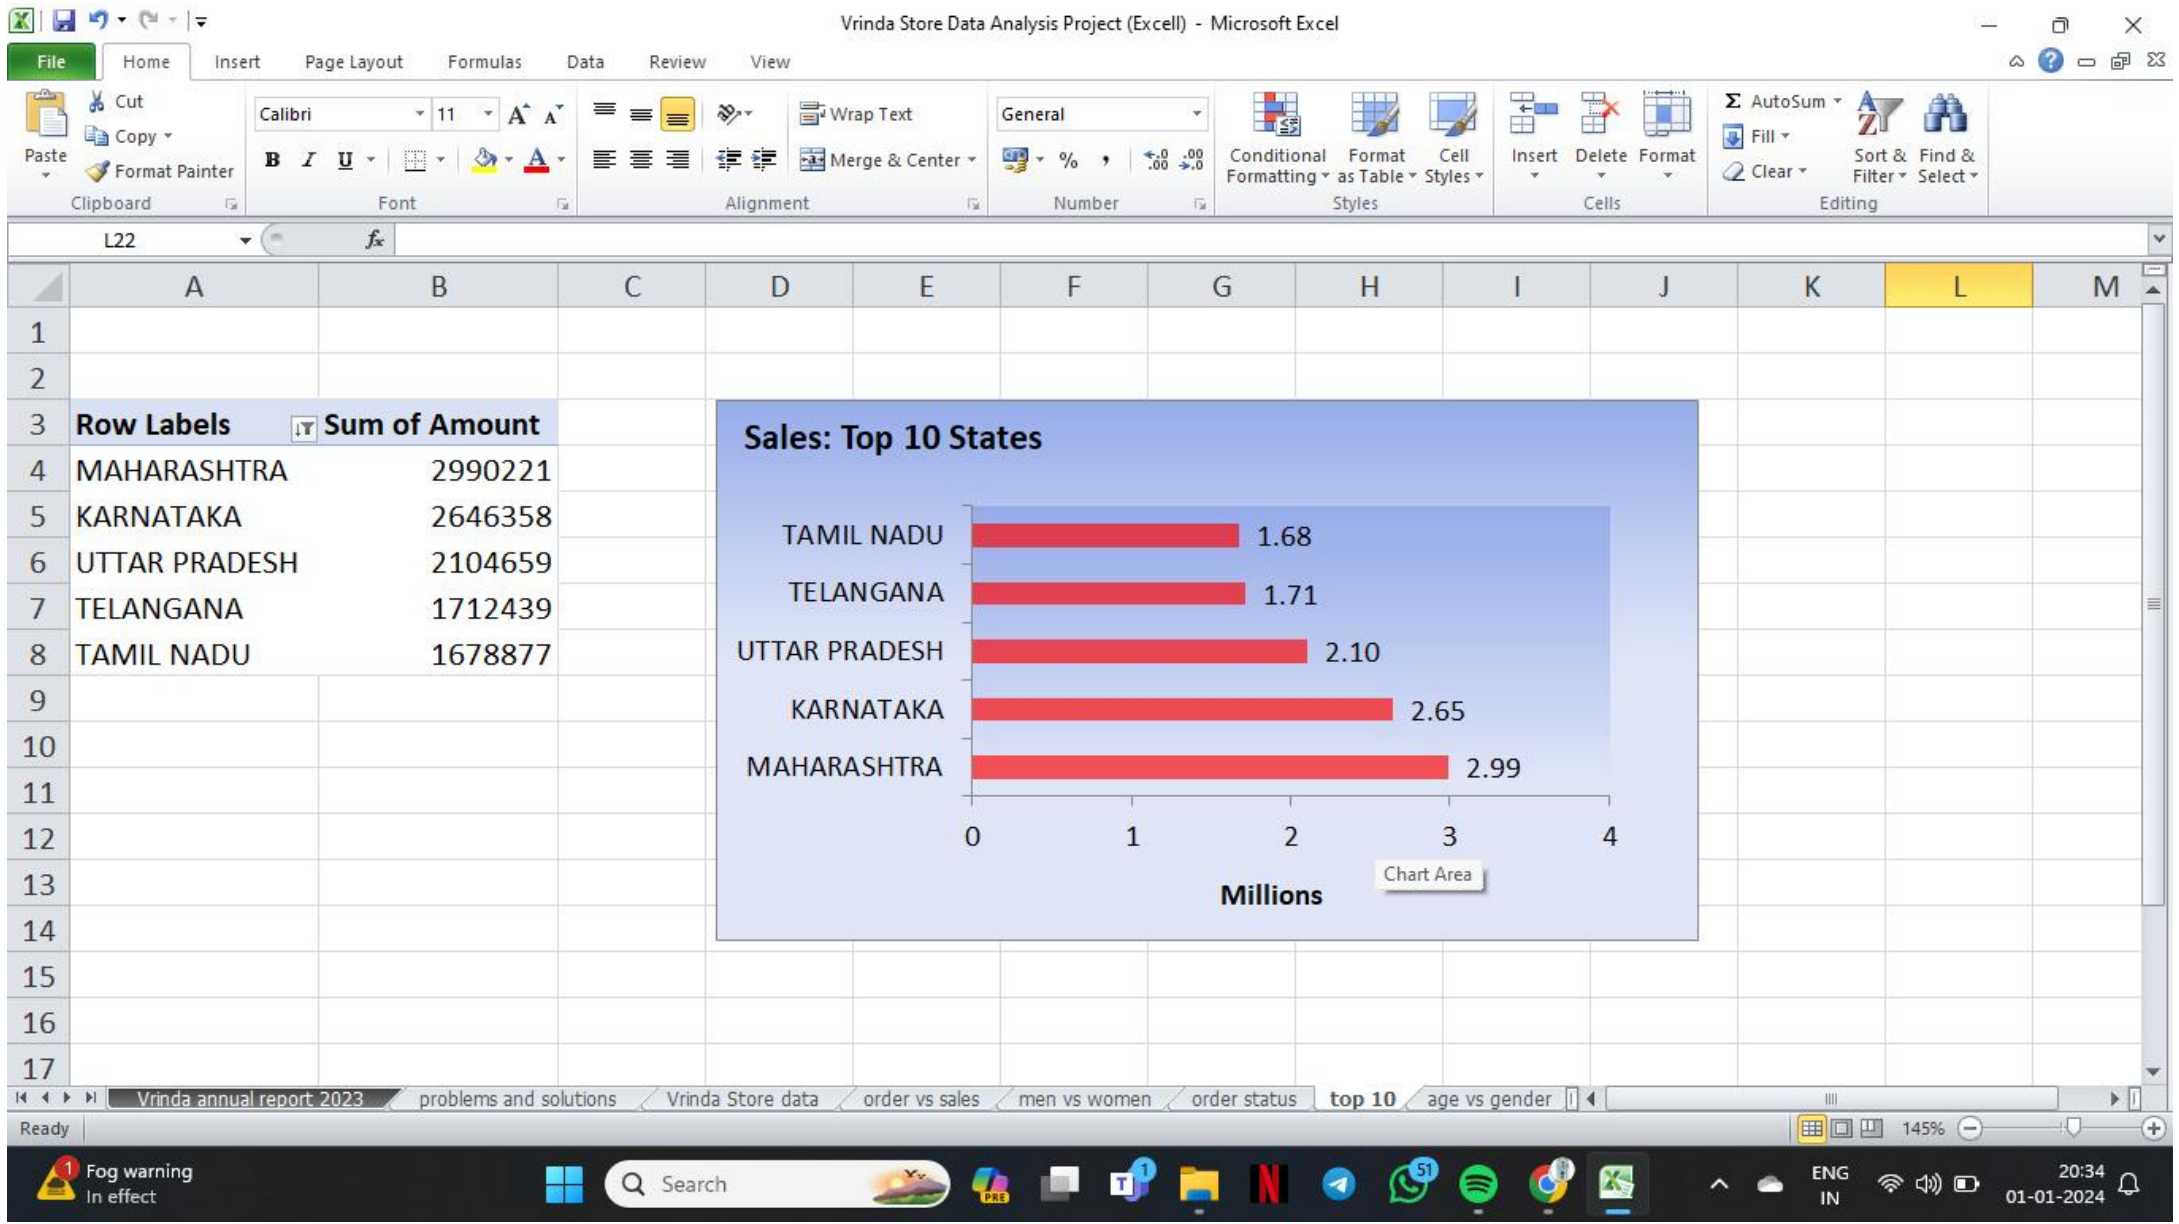 Vrinda Store Data Analysis Project (Excell) - Microsoft Excel
File Home Insert Page Layout Formulas Data Review View
Paste
Cut
Copy
Format Painter
Clipboard
Calibri 11
B I U
Font
Wrap Text
Merge & Center
Alignment
General
% , .00
Number
Conditional Formatting
Format as Table
Cell Styles
Styles
Insert Delete Format
Cells
Σ AutoSum
Fill
Clear
Sort & Filter
Find & Select
Editing
L22 fx
A B C D E F G H I J K L M
1
2
3 Row Labels Sum of Amount
4 MAHARASHTRA 2990221
5 KARNATAKA 2646358
6 UTTAR PRADESH 2104659
7 TELANGANA 1712439
8 TAMIL NADU 1678877
9
10
11
12
13
14
15
16
17
Sales: Top 10 States
TAMIL NADU 1.68
TELANGANA 1.71
UTTAR PRADESH 2.10
KARNATAKA 2.65
MAHARASHTRA 2.99
0 1 2 3 4
Chart Area
Millions
Vrinda annual report 2023 problems and solutions Vrinda Store data order vs sales men vs women order status top 10 age vs gender
Ready 145%
1 Fog warning
In effect
Search
PRE
1
51
ENG
IN
20:34
01-01-2024